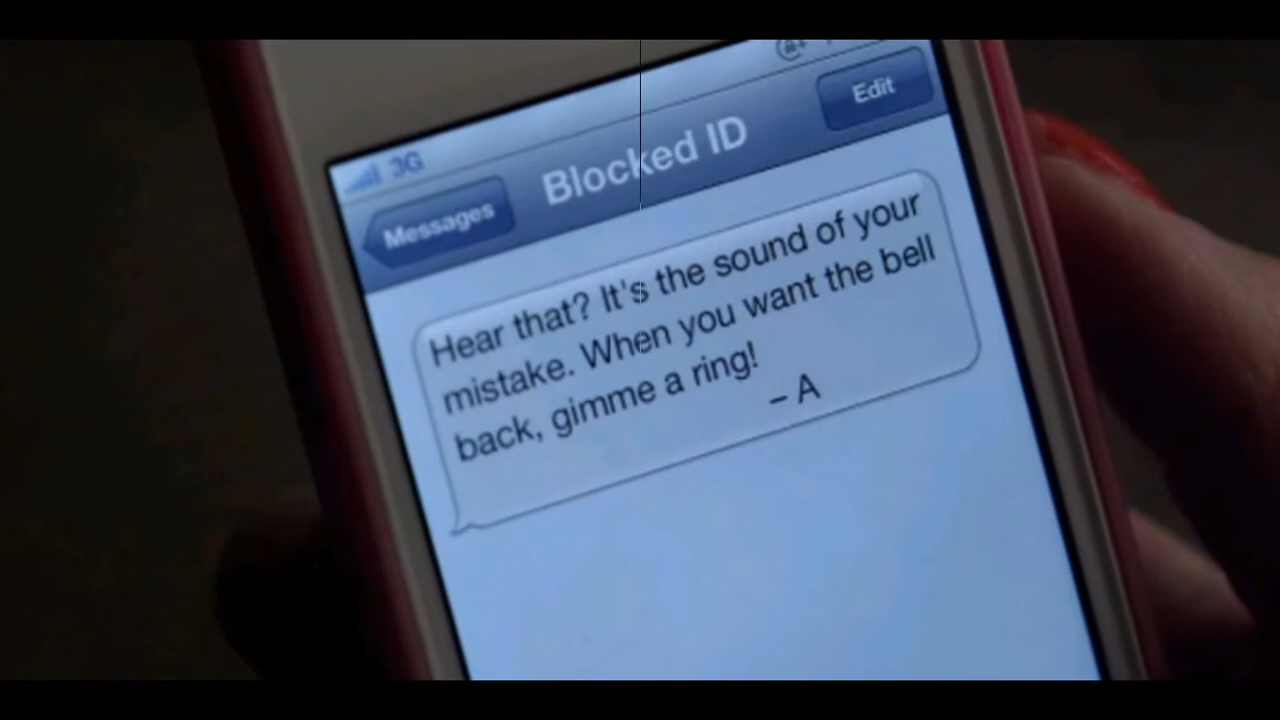 3G
Messages
Blocked ID
Edit
Hear that? It's the sound of your
mistake. When you want the bell
back, gimme a ring!
– A